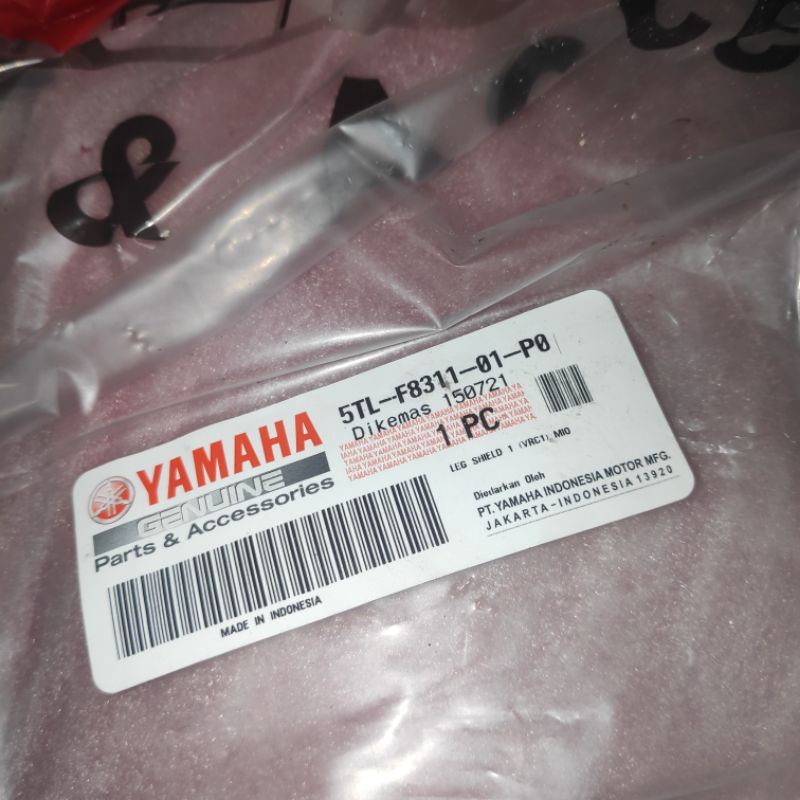 & ACCE
5TL-F8311-01-P0
Dikemas 150721
1 PC
YAMAHA
GENUINE
Parts & Accessories
LEG SHIELD 1 (VRC1) MIO
Diedarkan Oleh
PT. YAMAHA INDONESIA MOTOR MFG.
JAKARTA-INDONESIA 13920
MADE IN INDONESIA